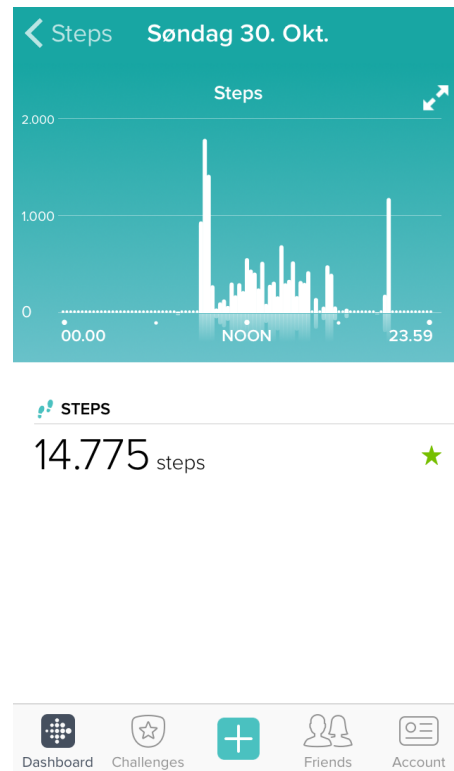 Steps Søndag 30. Okt.
Steps
2.000
1.000
0
00.00 NOON 23.59
STEPS
14.775 steps
Dashboard Challenges Friends Account